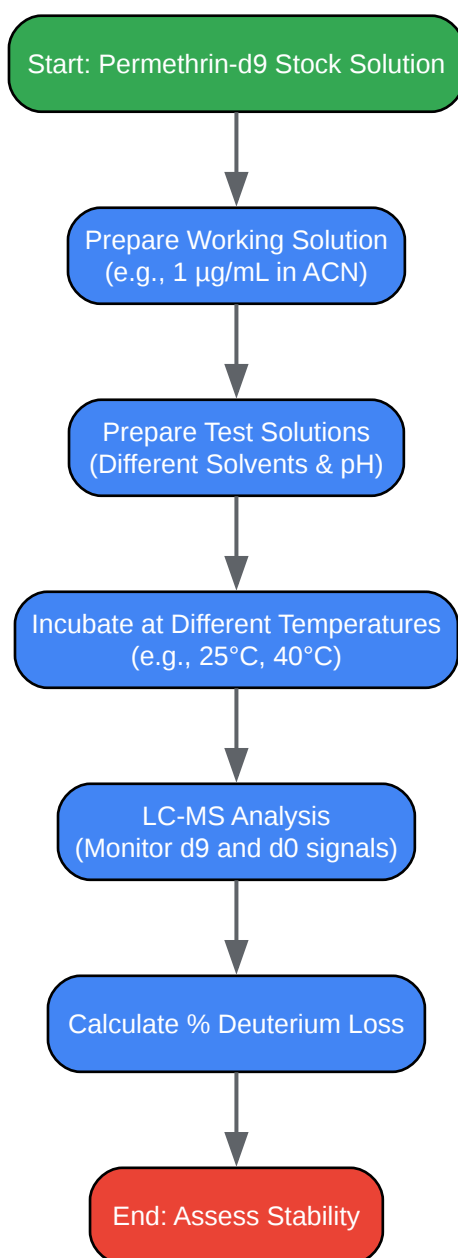 Start: Permethrin-d9 Stock Solution
Prepare Working Solution
(e.g., 1 µg/mL in ACN)
Prepare Test Solutions
(Different Solvents & pH)
Incubate at Different Temperatures
(e.g., 25°C, 40°C)
LC-MS Analysis
(Monitor d9 and d0 signals)
Calculate % Deuterium Loss
End: Assess Stability